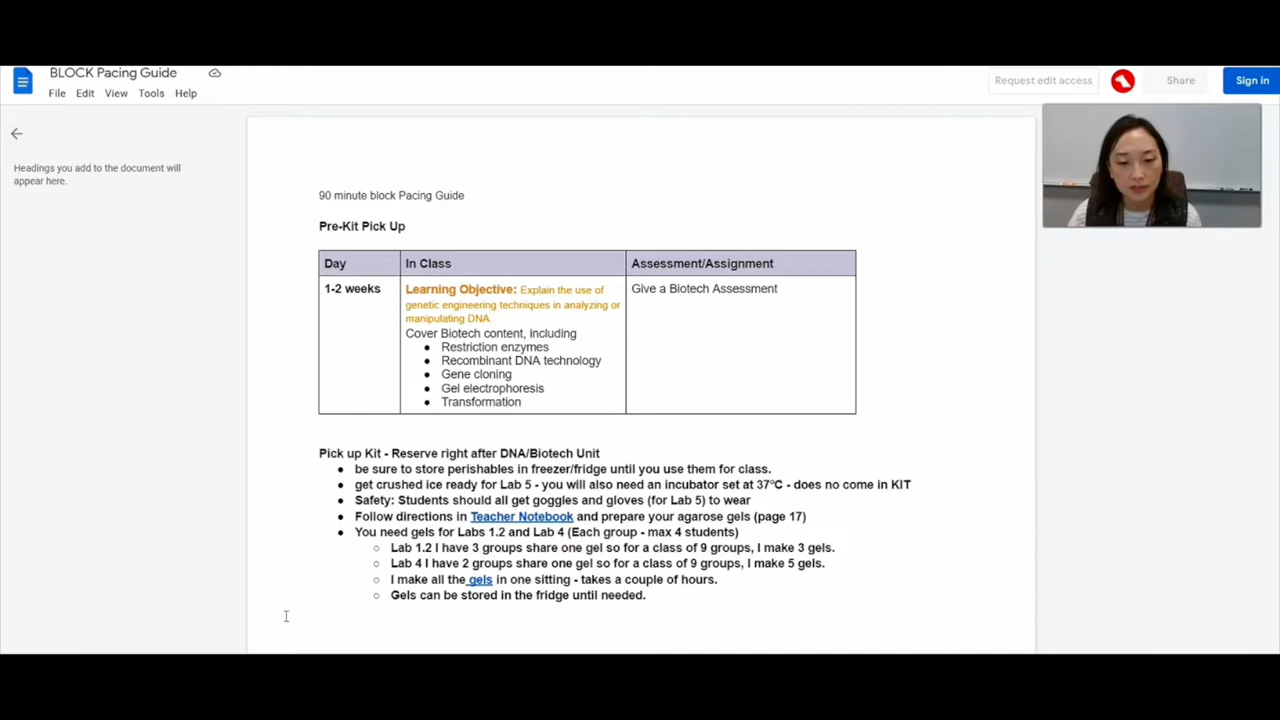 BLOCK Pacing Guide
File Edit View Tools Help
Request edit access
Share
Sign in
Headings you add to the document will
appear here.
90 minute block Pacing Guide
Pre-Kit Pick Up
Day In Class Assessment/Assignment
1-2 weeks
Learning Objective: Explain the use of
genetic engineering techniques in analyzing or
manipulating DNA.
Cover Biotech content, including
● Restriction enzymes
● Recombinant DNA technology
● Gene cloning
● Gel electrophoresis
● Transformation
Give a Biotech Assessment
Pick up Kit - Reserve right after DNA/Biotech Unit
● be sure to store perishables in freezer/fridge until you use them for class.
● get crushed ice ready for Lab 5 - you will also need an incubator set at 37°C - does no come in KIT
● Safety: Students should all get goggles and gloves (for Lab 5) to wear
● Follow directions in Teacher Notebook and prepare your agarose gels (page 17)
● You need gels for Labs 1.2 and Lab 4 (Each group - max 4 students)
○ Lab 1.2 I have 3 groups share one gel so for a class of 9 groups, I make 3 gels.
○ Lab 4 I have 2 groups share one gel so for a class of 9 groups, I make 5 gels.
○ I make all the gels in one sitting - takes a couple of hours.
○ Gels can be stored in the fridge until needed.